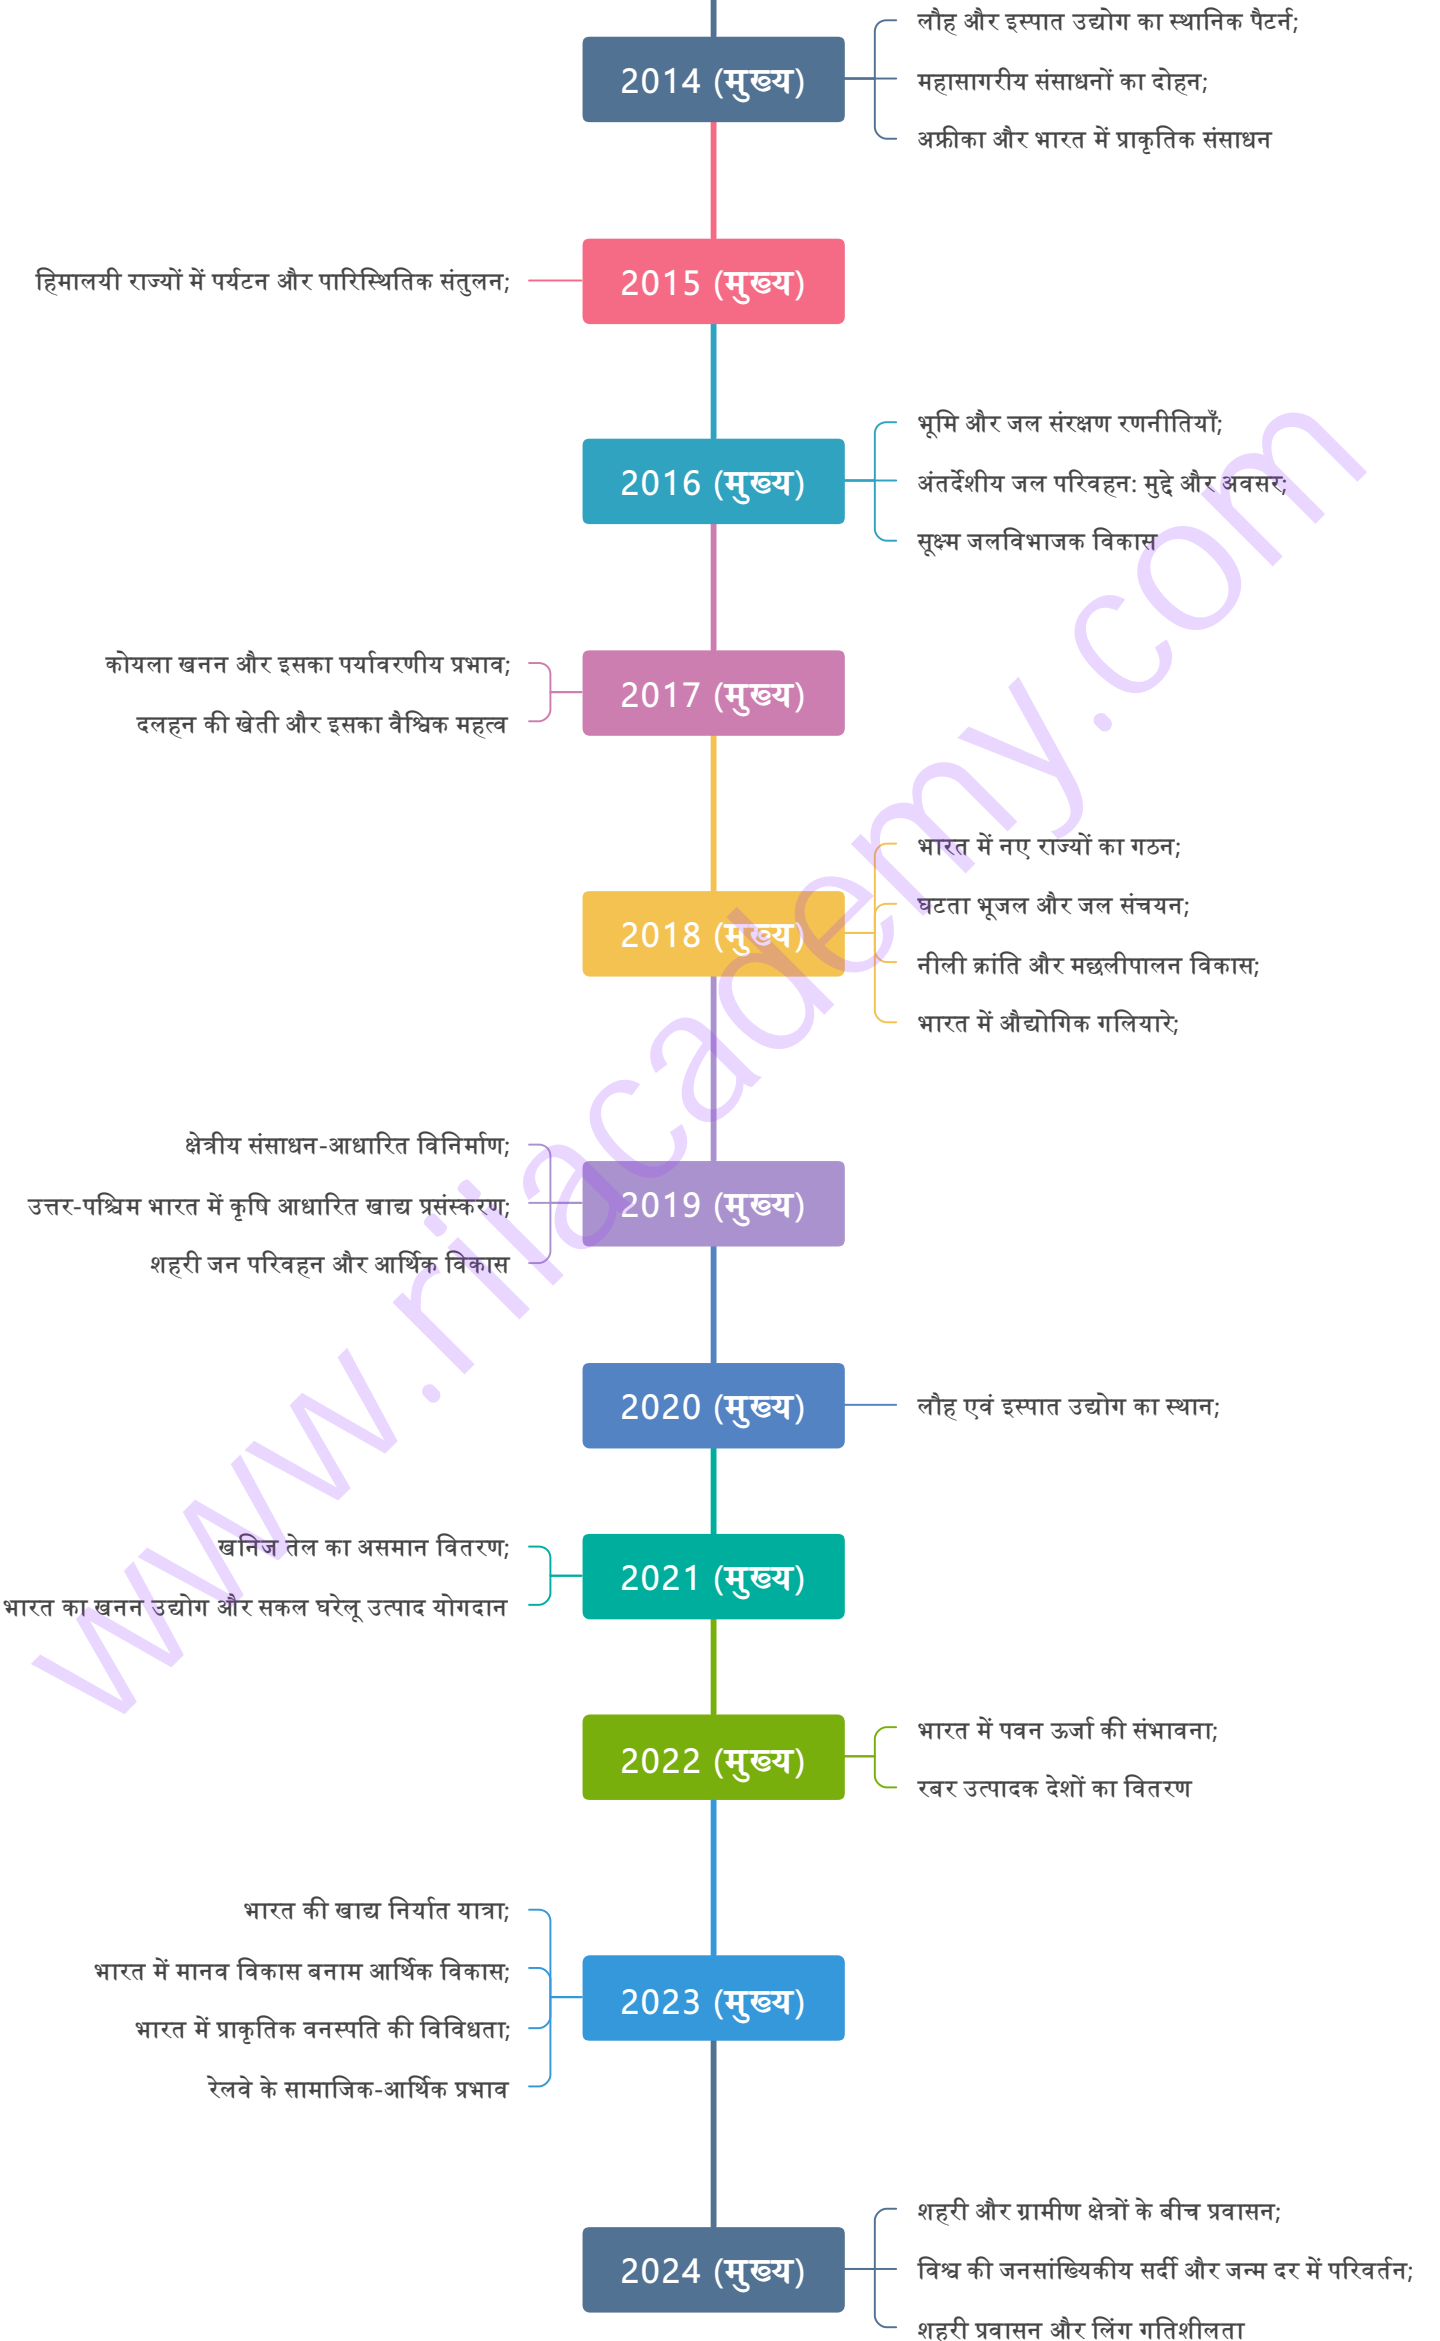 2014 (मुख्य)
लौह और इस्पात उद्योग का स्थानिक पैटर्न;
महासागरीय संसाधनों का दोहन;
अफ्रीका और भारत में प्राकृतिक संसाधन
2015 (मुख्य)
हिमालयी राज्यों में पर्यटन और पारिस्थितिक संतुलन;
2016 (मुख्य)
भूमि और जल संरक्षण रणनीतियाँ;
अंतर्देशीय जल परिवहन: मुद्दे और अवसर;
सूक्ष्म जलविभाजक विकास
2017 (मुख्य)
कोयला खनन और इसका पर्यावरणीय प्रभाव;
दलहन की खेती और इसका वैश्विक महत्व
2018 (मुख्य)
भारत में नए राज्यों का गठन;
घटता भूजल और जल संचयन;
नीली क्रांति और मछलीपालन विकास;
भारत में औद्योगिक गलियारे;
2019 (मुख्य)
क्षेत्रीय संसाधन-आधारित विनिर्माण;
उत्तर-पश्चिम भारत में कृषि आधारित खाद्य प्रसंस्करण;
शहरी जन परिवहन और आर्थिक विकास
2020 (मुख्य)
लौह एवं इस्पात उद्योग का स्थान;
2021 (मुख्य)
खनिज तेल का असमान वितरण;
भारत का खनन उद्योग और सकल घरेलू उत्पाद योगदान
2022 (मुख्य)
भारत में पवन ऊर्जा की संभावना;
रबर उत्पादक देशों का वितरण
2023 (मुख्य)
भारत की खाद्य निर्यात यात्रा;
भारत में मानव विकास बनाम आर्थिक विकास;
भारत में प्राकृतिक वनस्पति की विविधता;
रेलवे के सामाजिक-आर्थिक प्रभाव
2024 (मुख्य)
शहरी और ग्रामीण क्षेत्रों के बीच प्रवासन;
विश्व की जनसांख्यिकीय सर्दी और जन्म दर में परिवर्तन;
शहरी प्रवासन और लिंग गतिशीलता
www.riiacademy.com